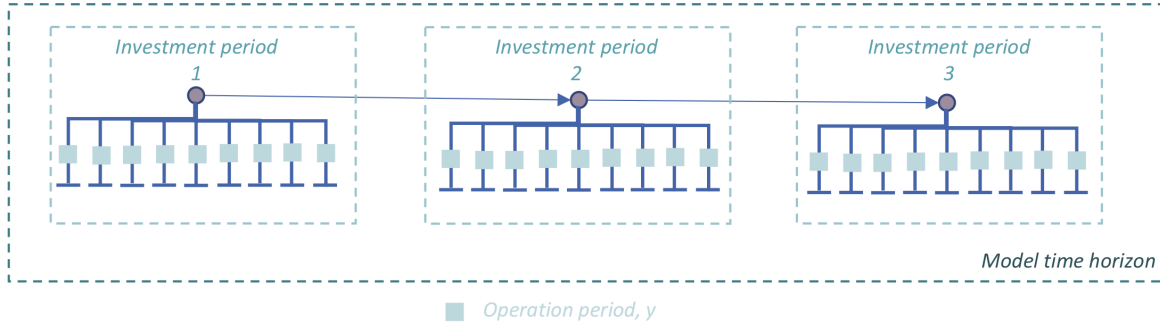 Investment period
1
Investment period
2
Investment period
3
Model time horizon
Operation period, y